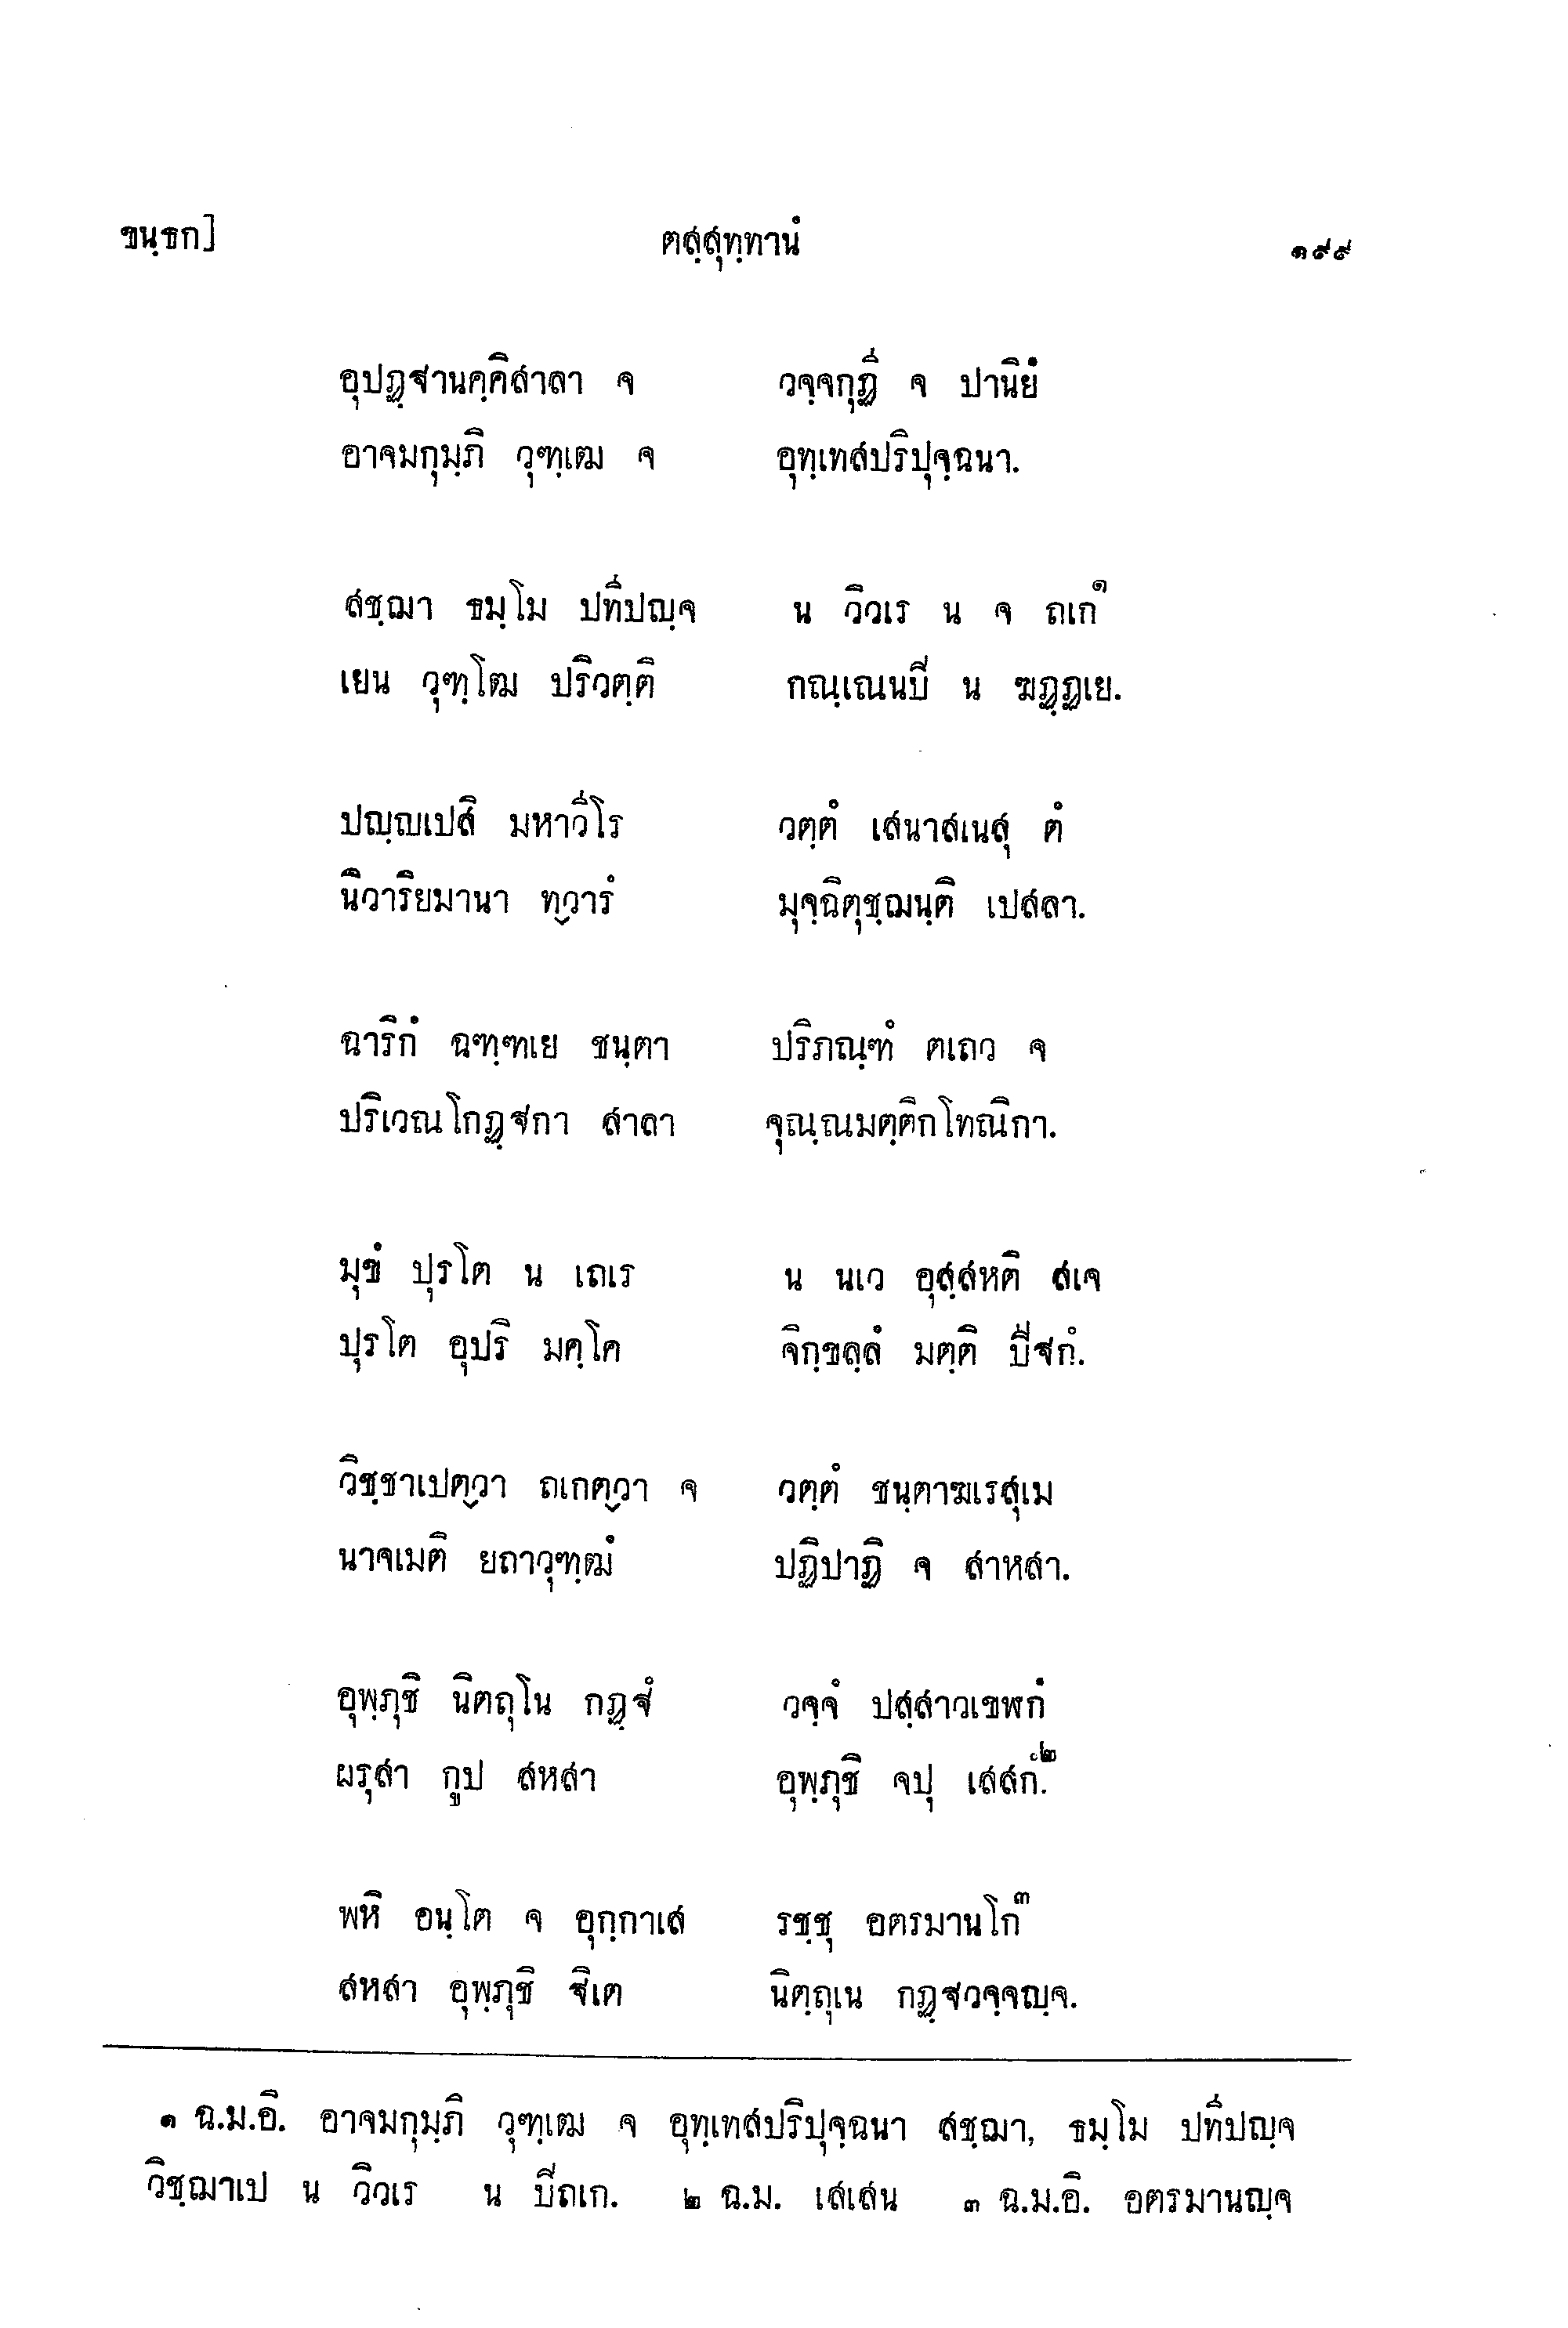 ขนฺธก] ตสฺสุทฺทานํ ๑๙๙
อุปฏฺฐานคฺคิสาลา จ วจฺจกุฏี จ ปานิยํ
อาจมกุมฺภิ วุฑฺเฒ จ อุทฺเทสปริปุจฺฉนา.
สชฺฌา ธมฺโม ปทีปญฺจ น วิวเร น จ ถเก๑
เยน วุฑฺโฒ ปริวตฺติ กณฺเณนปี น ฆฏฺฏเย.
ปญฺญเปสิ มหาวีโร วตฺตํ เสนาสเนสุ ตํ
นิวาริยมานา ทฺวารํ มุจฺฉิตุชฺฌนฺติ เปสลา.
ฉาริกํ ฉฑฺฑเย ชนฺตา ปริภณฺฑํ ตเถว จ
ปริเวณโกฏฺฐกา สาลา จุณฺณมตฺติกโทณิกา.
มุขํ ปุรโต น เถเร น นเว อุสฺสหติ สเจ
ปุรโต อุปริ มคฺโค จิกฺขลฺลํ มตฺติ ปีฐกํ.
วิชฺชาเปตฺวา ถเกตฺวา จ วตฺตํ ชนฺตาฆเรสุเม
นาจเมติ ยถาวุฑฺฒํ ปฏิปาฏิ จ สาหสา.
อุพฺภุชิ นิตถุโน กฏฺฐํ วจฺจํ ปสฺสาวเขฬกํ
ผรุสา กูป สหสา อุพฺภุชิ จปุ เสสกํ.๒
พหิ อนฺโต จ อุกฺกาเส รชฺชุ อตรมานโก๓
สหสา อุพฺภุชิ ฐิเต นิตฺถุเน กฏฺฐวจฺจญฺจ.
๑ ฉ.ม.อิ. อาจมกุมฺภิ วุฑฺเฒ จ อุทฺเทสปริปุจฺฉนา สชฺฌา, ธมฺโม ปทีปญฺจ
วิชฺฌาเป น วิวเร น ปีถเก. ๒ ฉ.ม. เสเสน ๓ ฉ.ม.อิ. อตรมานญฺจ